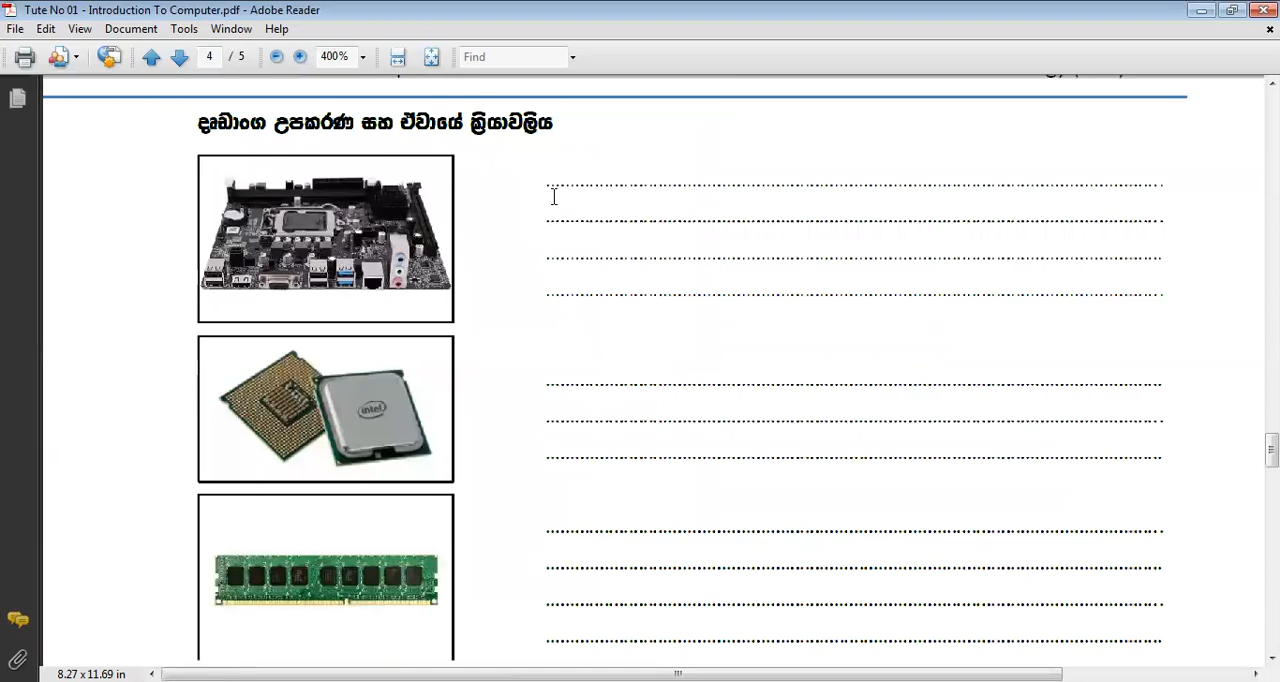 Tute No 01 - Introduction To Computer.pdf - Adobe Reader
File Edit View Document Tools Window Help
4 / 5 400% Find
දෘඩාංග උපකරණ සහ ඒවායේ ක්‍රියාවලිය
intel
8.27 x 11.69 in